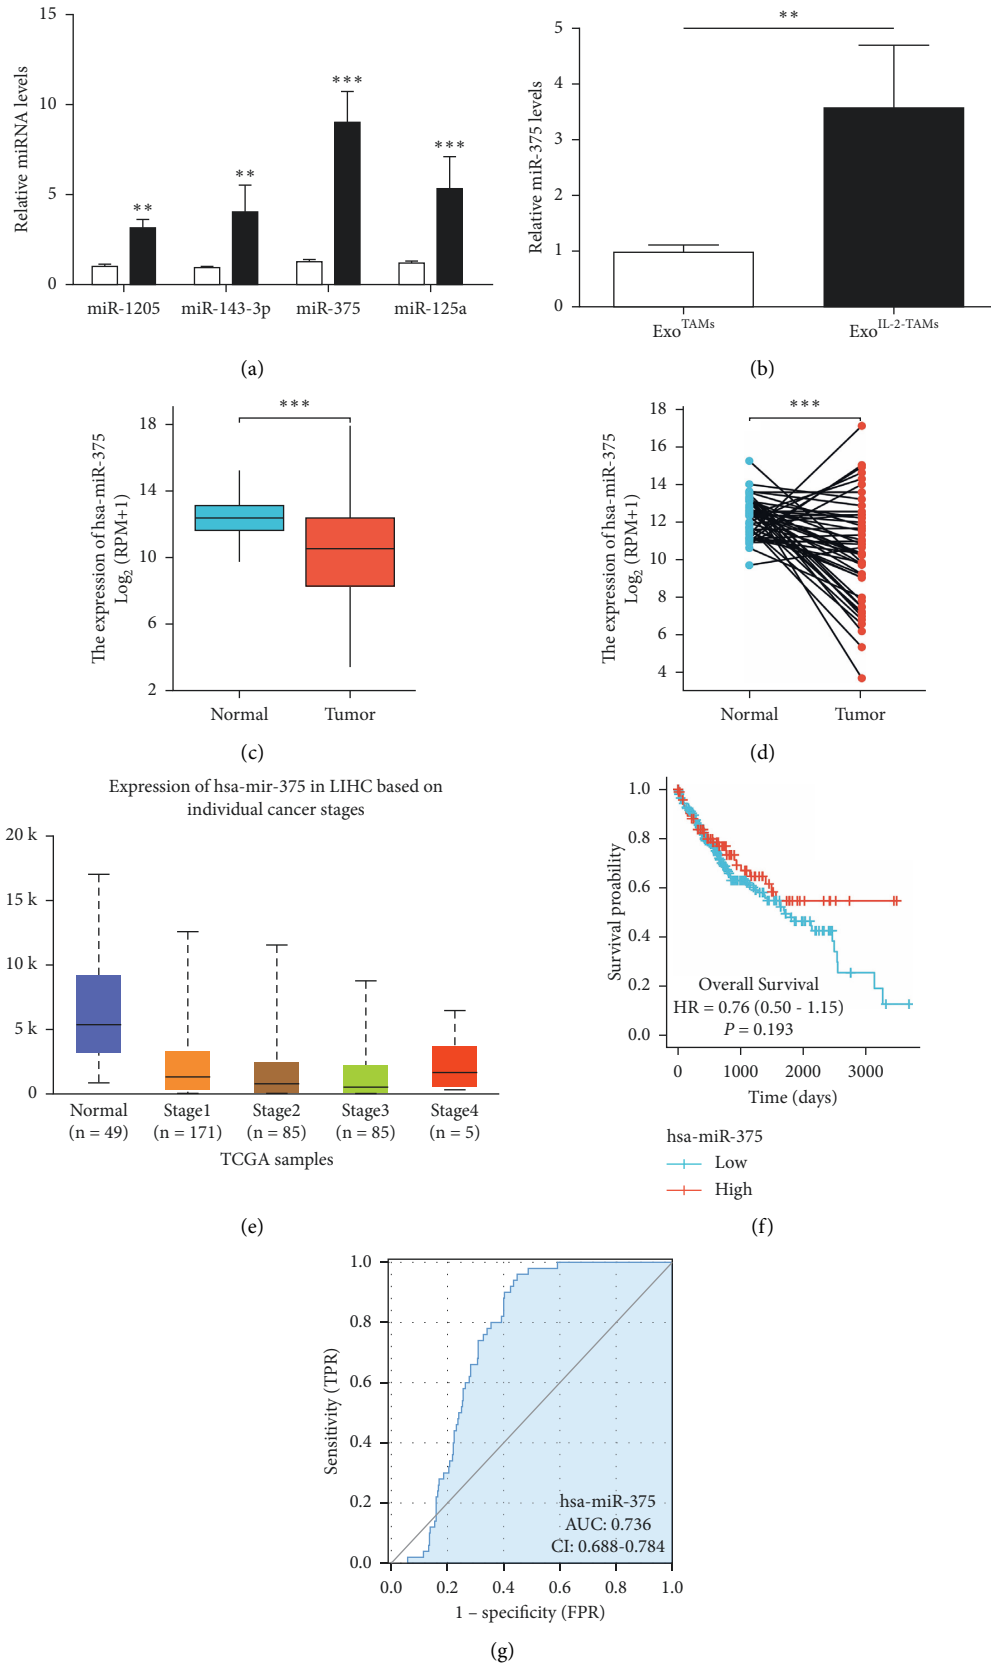 15
10
5
0
Relative miRNA levels
**
**
***
***
miR-1205
miR-143-3p
miR-375
miR-125a
(a)
5
4
3
2
1
0
Relative miR-375 levels
**
Exo^TAMs
Exo^IL-2-TAMs
(b)
18
14
10
6
2
The expression of hsa-miR-375
Log₂ (RPM+1)
***
Normal
Tumor
(c)
18
16
14
12
10
8
6
4
The expression of hsa-miR-375
Log₂ (RPM+1)
***
Normal
Tumor
(d)
Expression of hsa-mir-375 in LIHC based on
individual cancer stages
20 k
15 k
10 k
5 k
0
Normal
(n = 49)
Stage1
(n = 171)
Stage2
(n = 85)
Stage3
(n = 85)
Stage4
(n = 5)
TCGA samples
(e)
1.0
0.8
0.6
0.4
0.2
0.0
Survival proability
Overall Survival
HR = 0.76 (0.50 - 1.15)
P = 0.193
0
1000
2000
3000
Time (days)
hsa-miR-375
Low
High
(f)
1.0
0.8
0.6
0.4
0.2
0.0
Sensitivity (TPR)
hsa-miR-375
AUC: 0.736
CI: 0.688-0.784
0.0
0.2
0.4
0.6
0.8
1.0
1 – specificity (FPR)
(g)